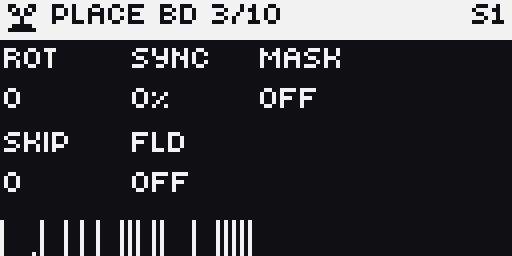 PLACE BD 3/10 S1
ROT SYNC MASK
0 0% OFF
SKIP FLD
0 OFF